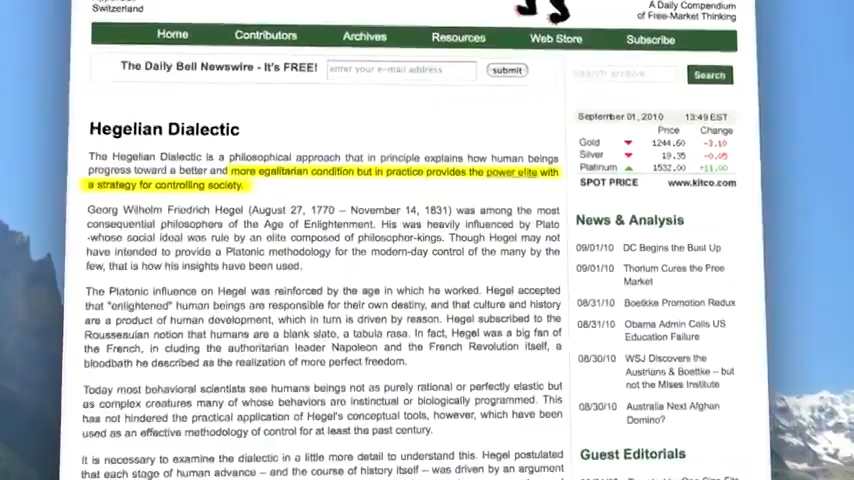 Switzerland
A Daily Compendium
of Free-Market Thinking
Home Contributors Archives Resources Web Store Subscribe
The Daily Bell Newswire - It's FREE! enter your e-mail address submit
search archive Search
Hegelian Dialectic
The Hegelian Dialectic is a philosophical approach that in principle explains how human beings
progress toward a better and more egalitarian condition but in practice provides the power elite with
a strategy for controlling society.
Georg Wilhelm Friedrich Hegel (August 27, 1770 – November 14, 1831) was among the most
consequential philosophers of the Age of Enlightenment. His was heavily influenced by Plato
-whose social ideal was rule by an elite composed of philosopher-kings. Though Hegel may not
have intended to provide a Platonic methodology for the modern-day control of the many by the
few, that is how his insights have been used.
The Platonic influence on Hegel was reinforced by the age in which he worked. Hegel accepted
that "enlightened" human beings are responsible for their own destiny, and that culture and history
are a product of human development, which in turn is driven by reason. Hegel subscribed to the
Rousseauian notion that humans are a blank slate, a tabula rasa. In fact, Hegel was a big fan of
the French, in cluding the authoritarian leader Napoleon and the French Revolution itself, a
bloodbath he described as the realization of more perfect freedom.
Today most behavioral scientists see humans beings not as purely rational or perfectly elastic but
as complex creatures many of whose behaviors are instinctual or biologically programmed. This
has not hindered the practical application of Hegel's conceptual tools, however, which have been
used as an effective methodology of control for at least the past century.
It is necessary to examine the dialectic in a little more detail to understand this. Hegel postulated
that each stage of human advance – and the course of history itself – was driven by an argument
September 01, 2010 13:49 EST
Price Change
Gold 1244.60 -3.10
Silver 19.35 -0.05
Platinum 1532.00 +11.00
SPOT PRICE www.kitco.com
News & Analysis
09/01/10 DC Begins the Bust Up
09/01/10 Thorium Cures the Free
Market
08/31/10 Boetkke Promotion Redux
08/31/10 Obama Admin Calls US
Education Failure
08/30/10 WSJ Discovers the
Austrians & Boettke – but
not the Mises Institute
08/30/10 Australia Next Afghan
Domino?
Guest Editorials